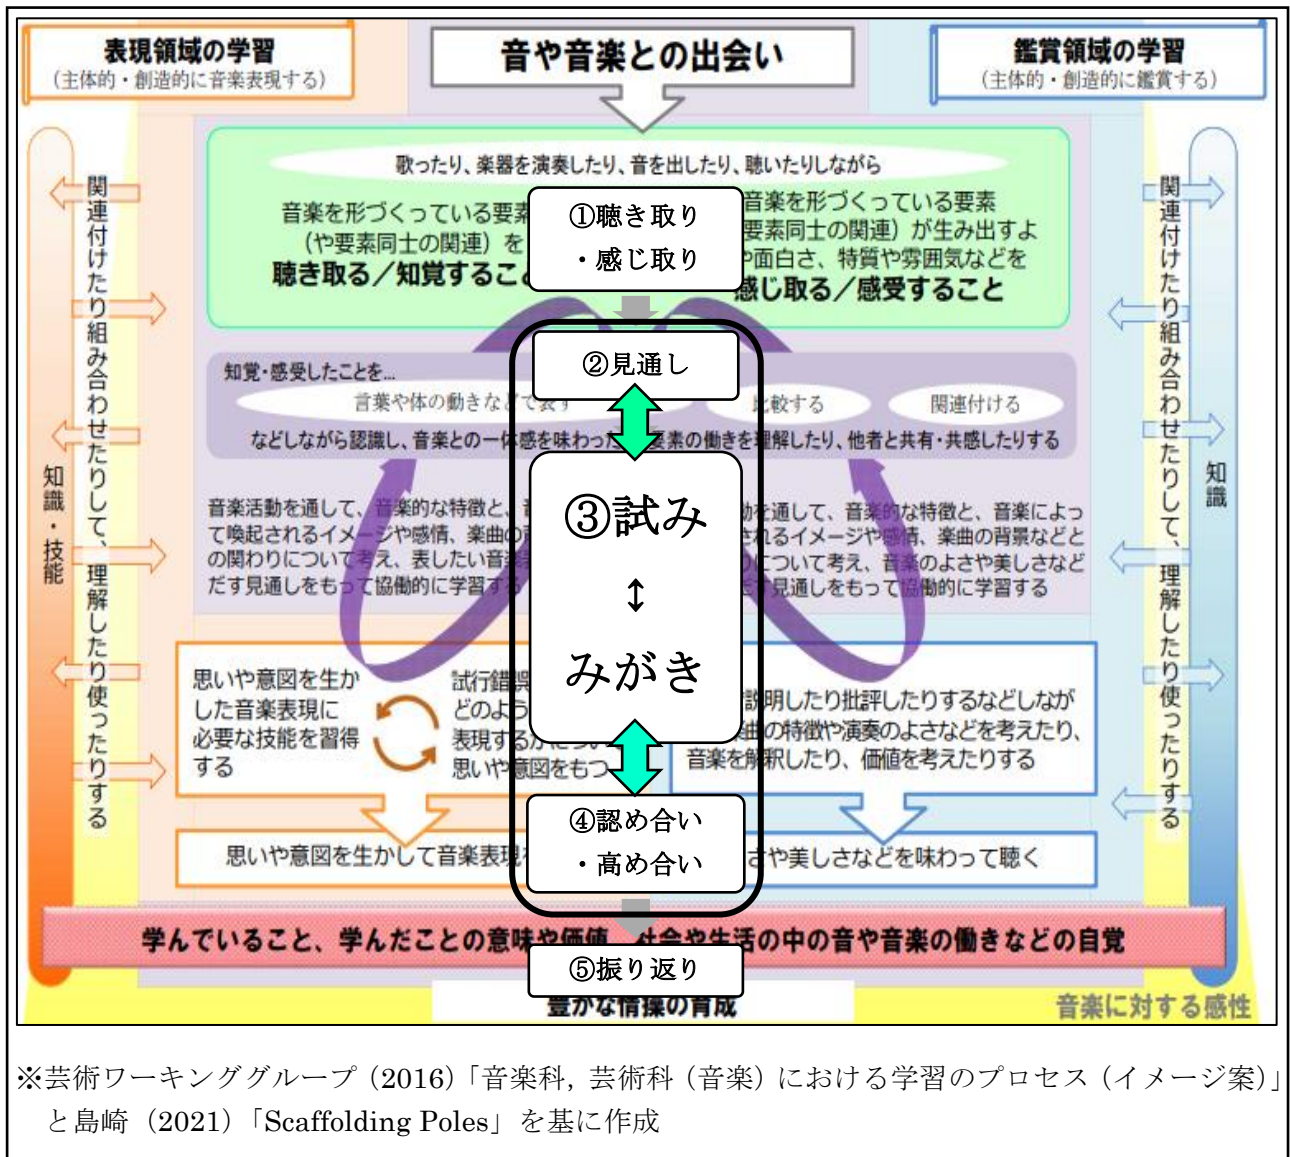 表現領域の学習
(主体的・創造的に音楽表現する)
音や音楽との出会い
鑑賞領域の学習
(主体的・創造的に鑑賞する)
歌ったり、楽器を演奏したり、音を出したり、聴いたりしながら
音楽を形づくっている要素
(や要素同士の関連)を
聴き取る/知覚すること
音楽を形づくっている要素
要素同士の関連)が生み出すよ
や面白さ、特質や雰囲気などを
感じ取る/感受すること
①聴き取り
・感じ取り
②見通し
知覚・感受したことを…
言葉や体の動きなどで表す
比較する
関連付ける
などしながら認識し、音楽との一体感を味わった
要素の働きを理解したり、他者と共有・共感したりする
③試み
↕
みがき
音楽活動を通して、音楽的な特徴と、
て喚起されるイメージや感情、楽曲の
の関わりについて考え、表したい音楽
だす見通しをもって協働的に学習する
動を通して、音楽的な特徴と、音楽によっ
されるイメージや感情、楽曲の背景などと
りについて考え、音楽のよさや美しさなど
だす見通しをもって協働的に学習する
思いや意図を生か
した音楽表現に
必要な技能を習得
する
試行錯誤
どのよう
表現するかについ
思いや意図をもつ
説明したり批評したりするなどしなが
楽曲の特徴や演奏のよさなどを考えたり、
音楽を解釈したり、価値を考えたりする
④認め合い
・高め合い
思いや意図を生かして音楽表現
さや美しさなどを味わって聴く
学んでいること、学んだことの意味や価値、社会や生活の中の音や音楽の働きなどの自覚
⑤振り返り
豊かな情操の育成
音楽に対する感性
知識・技能
関連付けたり組み合わせたりして、理解したり使ったりする
関連付けたり組み合わせたりして、理解したり使ったりする
知識
※芸術ワーキンググループ(2016)「音楽科,芸術科(音楽)における学習のプロセス(イメージ案)」
と島崎(2021)「Scaffolding Poles」を基に作成